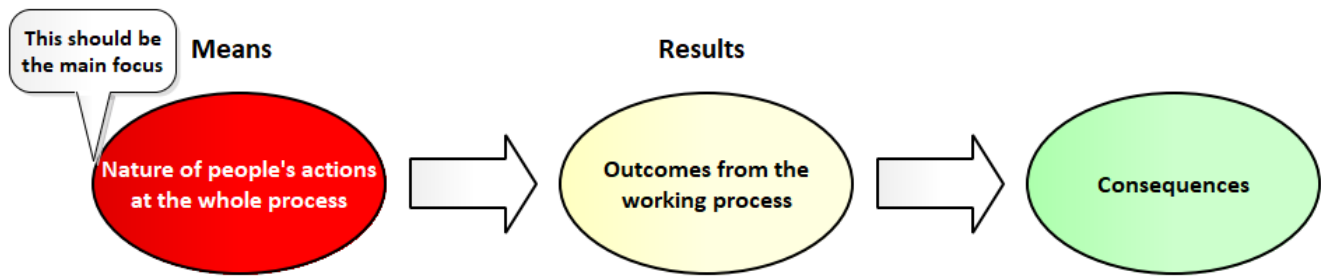 This should be
the main focus
Means
Results
Nature of people's actions
at the whole process
Outcomes from the
working process
Consequences